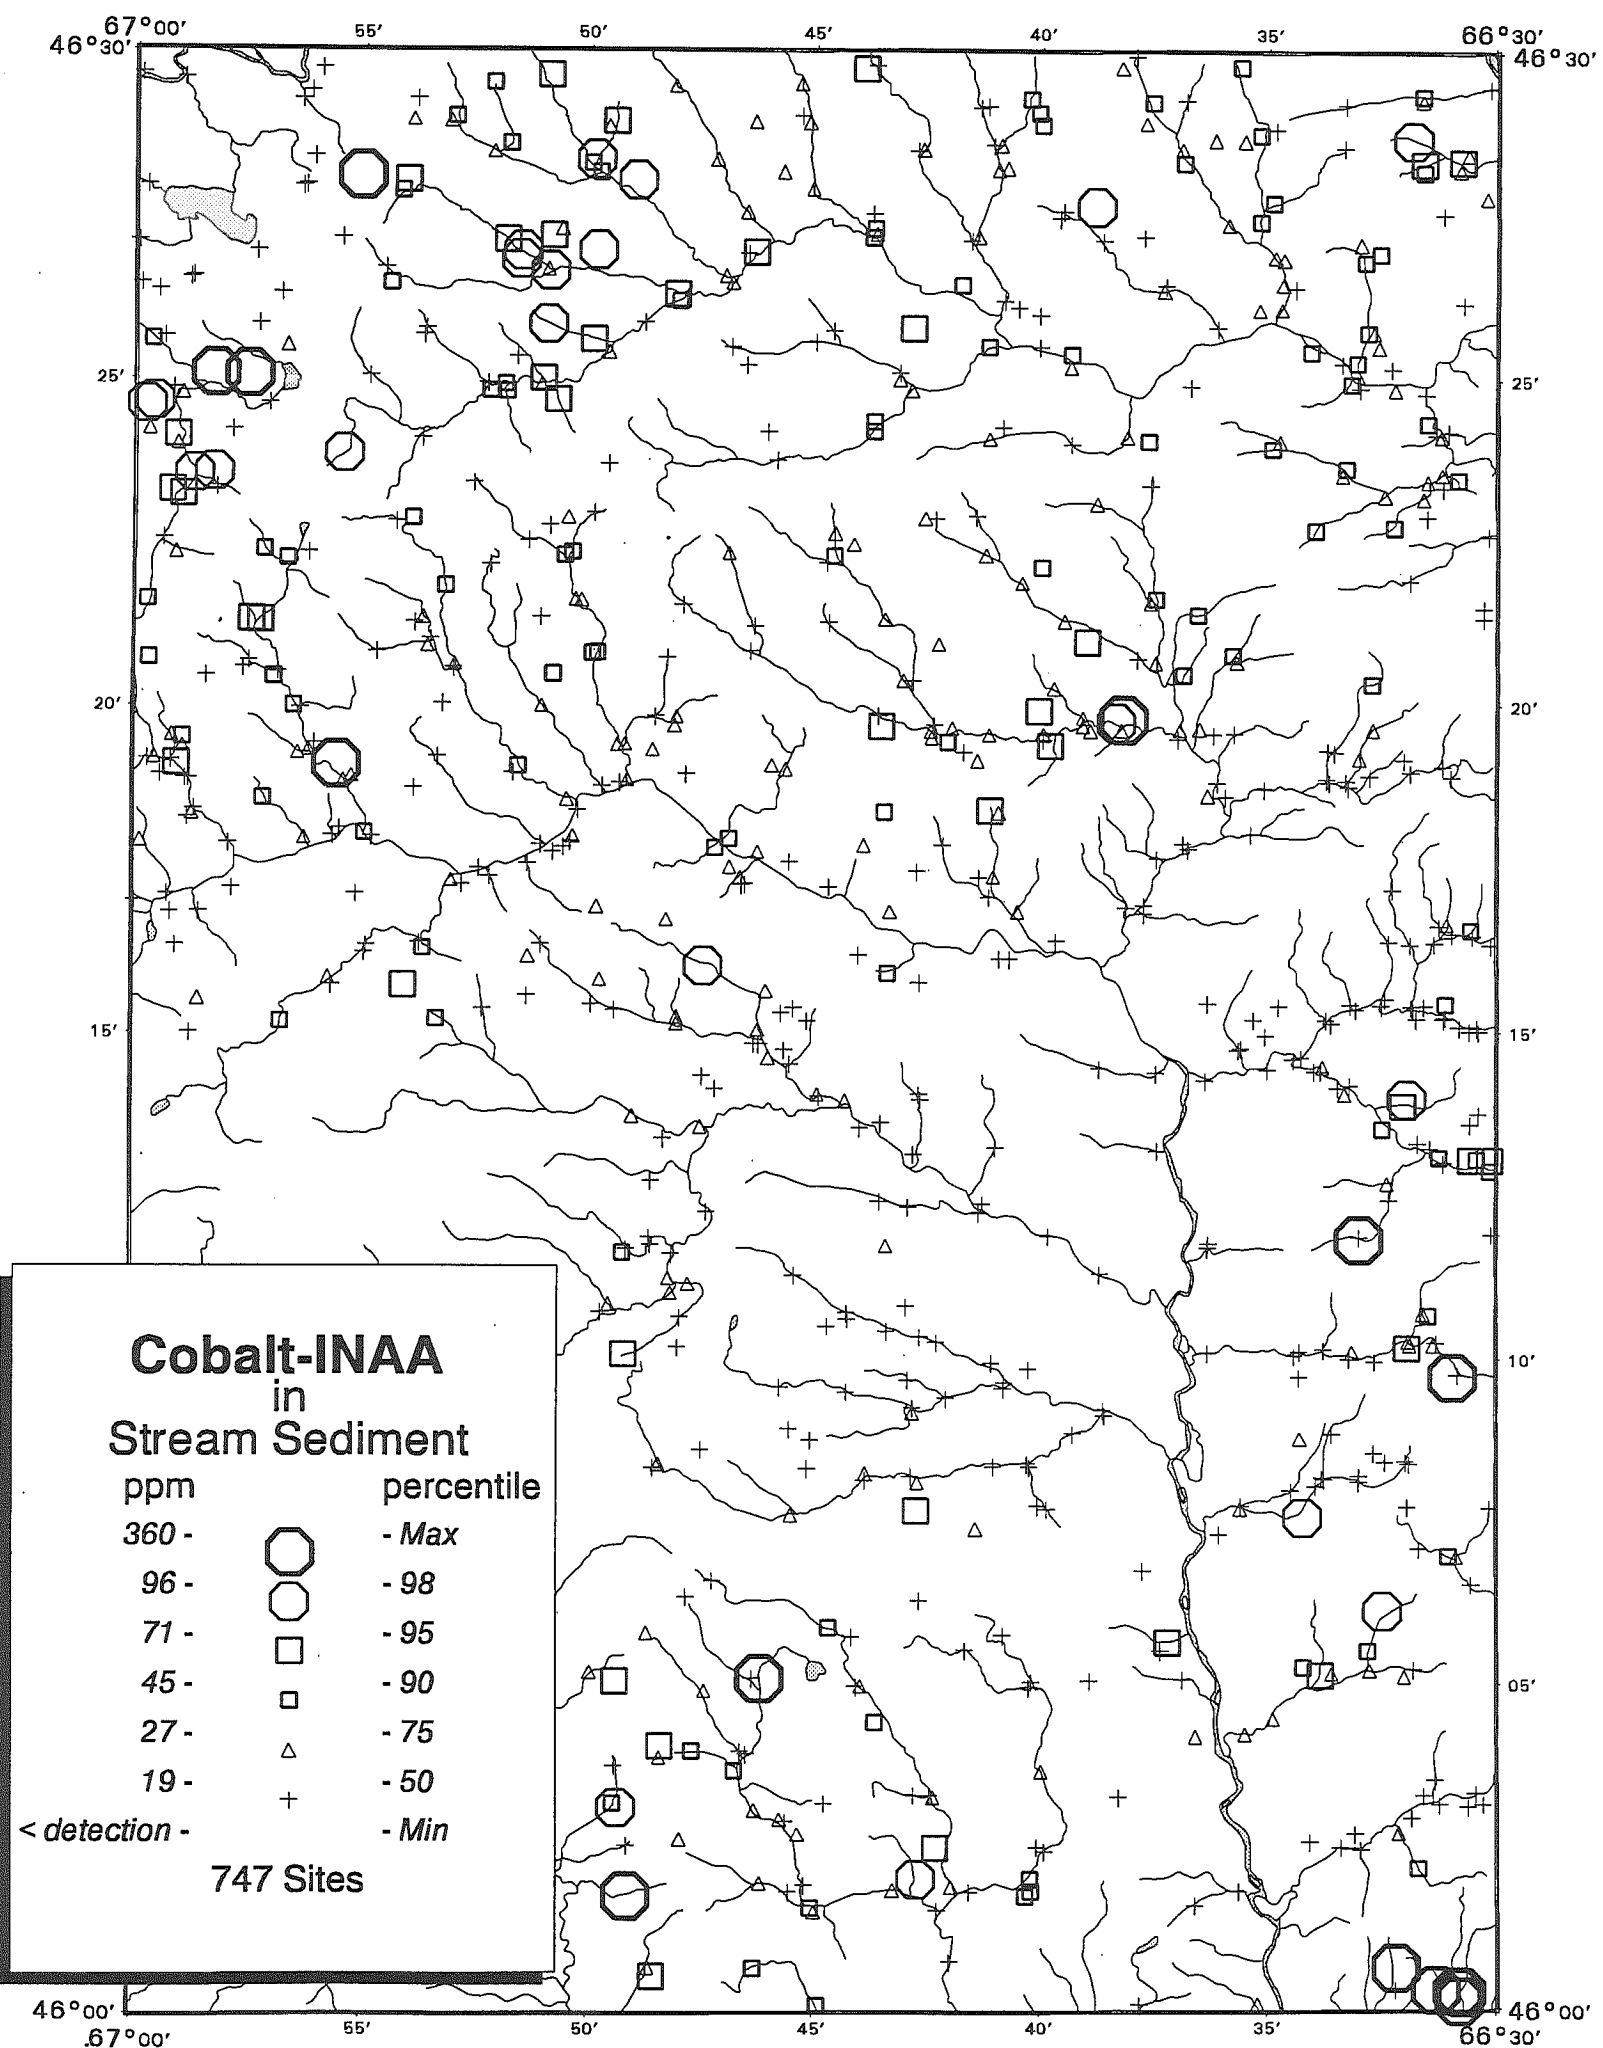 67°00′
55′ 50′ 45′ 40′ 35′
66°30′
46°30′
46°30′
25′
25′
20′
20′
15′
15′
10′
05′
Cobalt-INAA
in
Stream Sediment
ppm percentile
360 - - Max
96 - - 98
71 - - 95
45 - - 90
27 - - 75
19 - - 50
< detection - - Min
747 Sites
46°00′
46°00′
67°00′
55′ 50′ 45′ 40′ 35′
66°30′